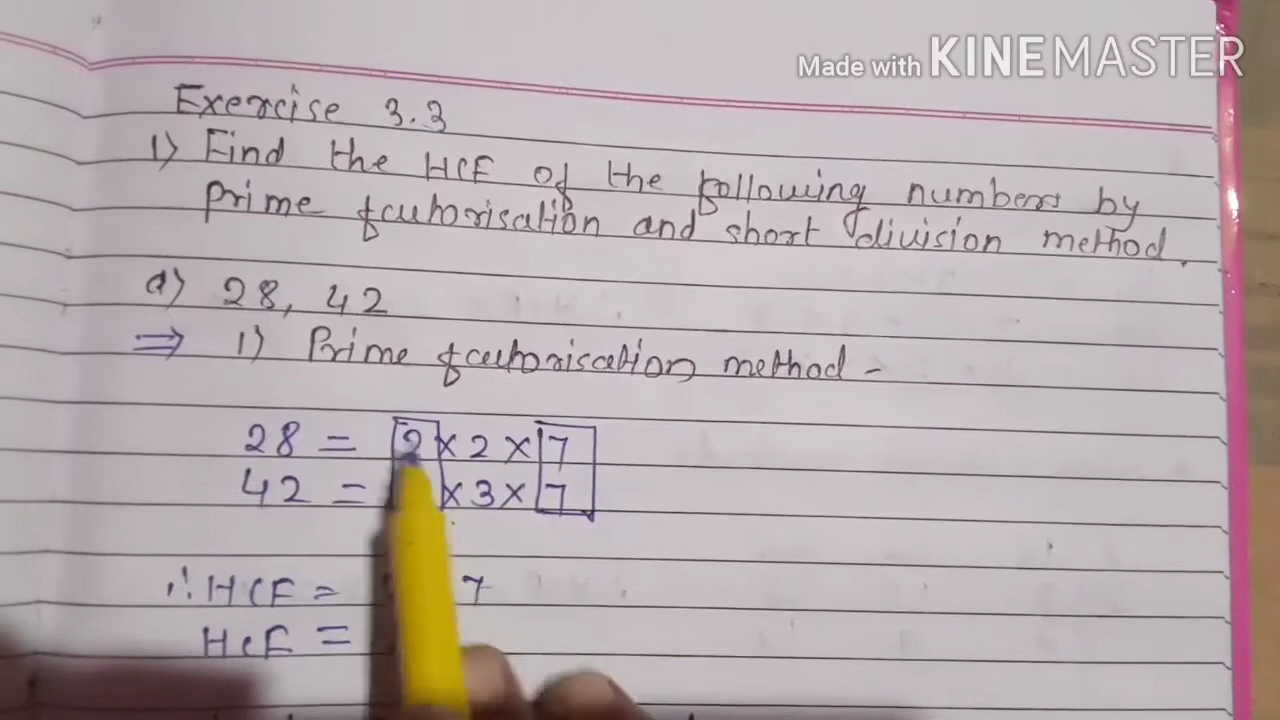 Made with KINEMASTER
Exercise 3.3
1) Find the HCF of the following numbers by
prime factorisation and short division method.
a) 28, 42
⇒ 1) Prime factorisation method -
28 = 2 × 2 × 7
42 = × 3 × 7
∴ HCF = 7
HCF =